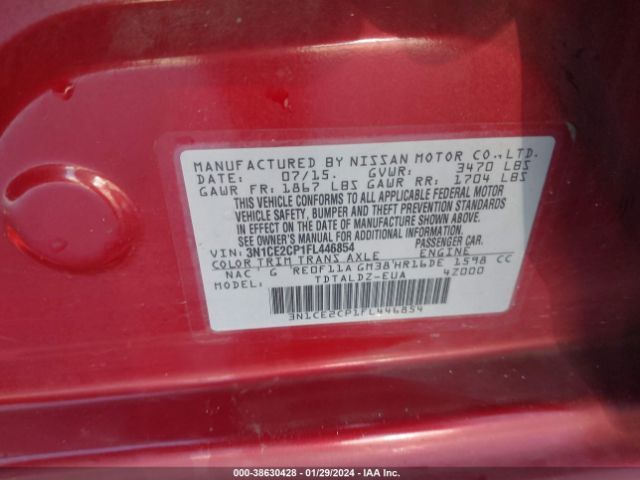 MANUFACTURED BY NISSAN MOTOR CO.,LTD.
DATE: 07/15. GVWR: 3470 LBS
GAWR FR: 1867 LBS GAWR RR: 1704 LBS
THIS VEHICLE CONFORMS TO ALL APPLICABLE FEDERAL MOTOR
VEHICLE SAFETY, BUMPER AND THEFT PREVENTION STANDARDS
IN EFFECT ON THE DATE OF MANUFACTURE SHOWN ABOVE.
SEE OWNER'S MANUAL FOR ADDITIONAL INFORMATION.
VIN: 3N1CE2CP1FL446854 PASSENGER CAR.
COLOR TRIM TRANS AXLE ENGINE
NAC G RE0F11A GM38 HR16DE 1598 CC
MODEL: TDTALDZ-EUA 4Z000
3N1CE2CP1FL446854
000-38630428 - 01/29/2024 - IAA Inc.